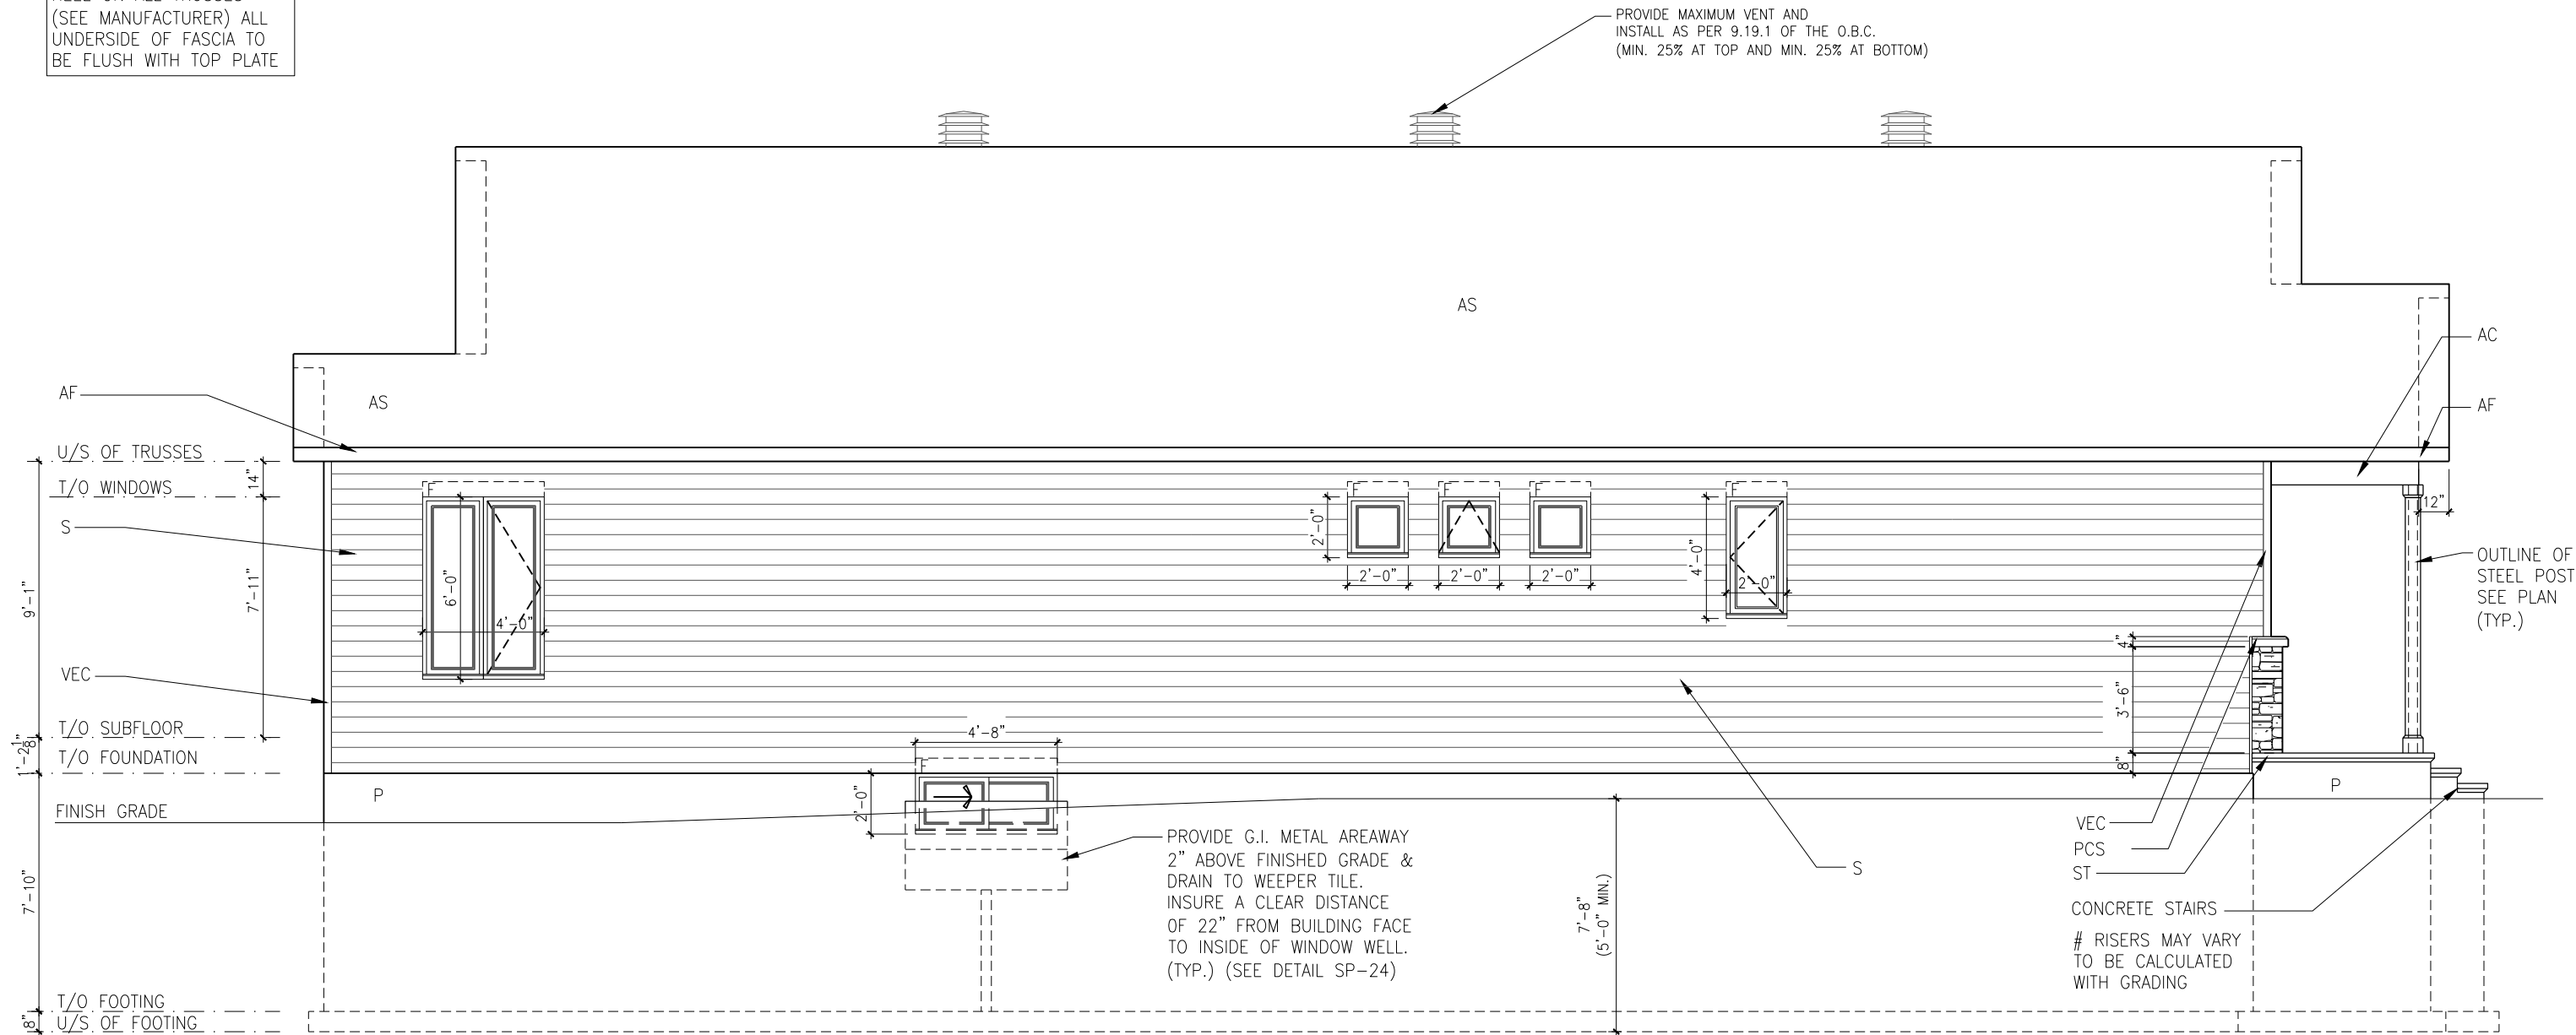 (SEE MANUFACTURER) ALL
UNDERSIDE OF FASCIA TO
BE FLUSH WITH TOP PLATE
PROVIDE MAXIMUM VENT AND
INSTALL AS PER 9.19.1 OF THE O.B.C.
(MIN. 25% AT TOP AND MIN. 25% AT BOTTOM)
AS
AC
AF
AS
AF
U/S OF TRUSSES
14"
T/O WINDOWS
S
9'-1"
7'-11"
VEC
T/O SUBFLOOR
1'-2 1/8"
T/O FOUNDATION
P
FINISH GRADE
7'-10"
T/O FOOTING
8"
U/S OF FOOTING
F
6'-0"
4'-0"
F
F
F
2'-0"
2'-0"
2'-0"
2'-0"
F
4'-0"
2'-0"
12"
OUTLINE OF
STEEL POST
SEE PLAN
(TYP.)
4"
3'-6"
8"
4'-8"
F
2'-0"
PROVIDE G.I. METAL AREAWAY
2" ABOVE FINISHED GRADE &
DRAIN TO WEEPER TILE.
INSURE A CLEAR DISTANCE
OF 22" FROM BUILDING FACE
TO INSIDE OF WINDOW WELL.
(TYP.) (SEE DETAIL SP-24)
7'-8"
(5'-0" MIN.)
S
P
VEC
PCS
ST
CONCRETE STAIRS
# RISERS MAY VARY
TO BE CALCULATED
WITH GRADING